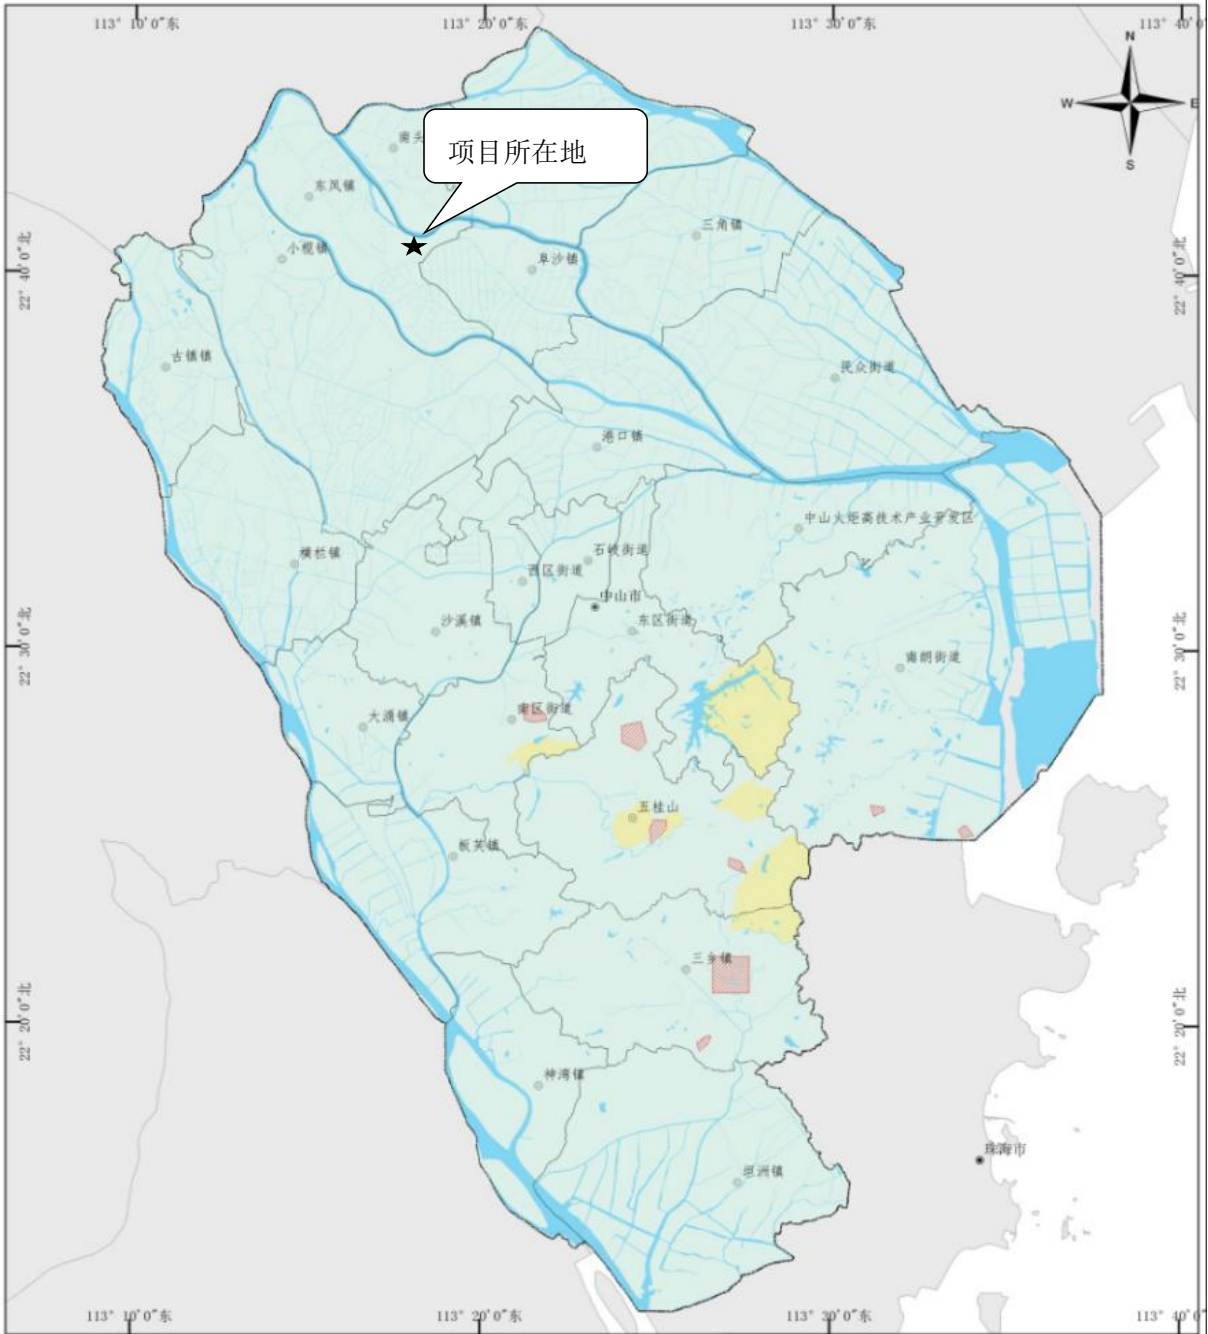 113° 10′0″东
113° 20′0″东
113° 30′0″东
113° 40′0″
N
W
E
S
项目所在地
南头
东凤镇
三角镇
小榄镇
阜沙镇
22° 40′0″北
22° 40′0″北
古镇镇
民众街道
港口镇
中山火炬高技术产业开发区
横栏镇
石岐街道
西区街道
中山市
沙溪镇
东区街道
22° 30′0″北
22° 30′0″北
南朗街道
大涌镇
南区街道
五桂山
板芙镇
三乡镇
22° 20′0″北
22° 20′0″北
神湾镇
珠海市
坦洲镇
113° 10′0″东
113° 20′0″东
113° 30′0″东
113° 40′0